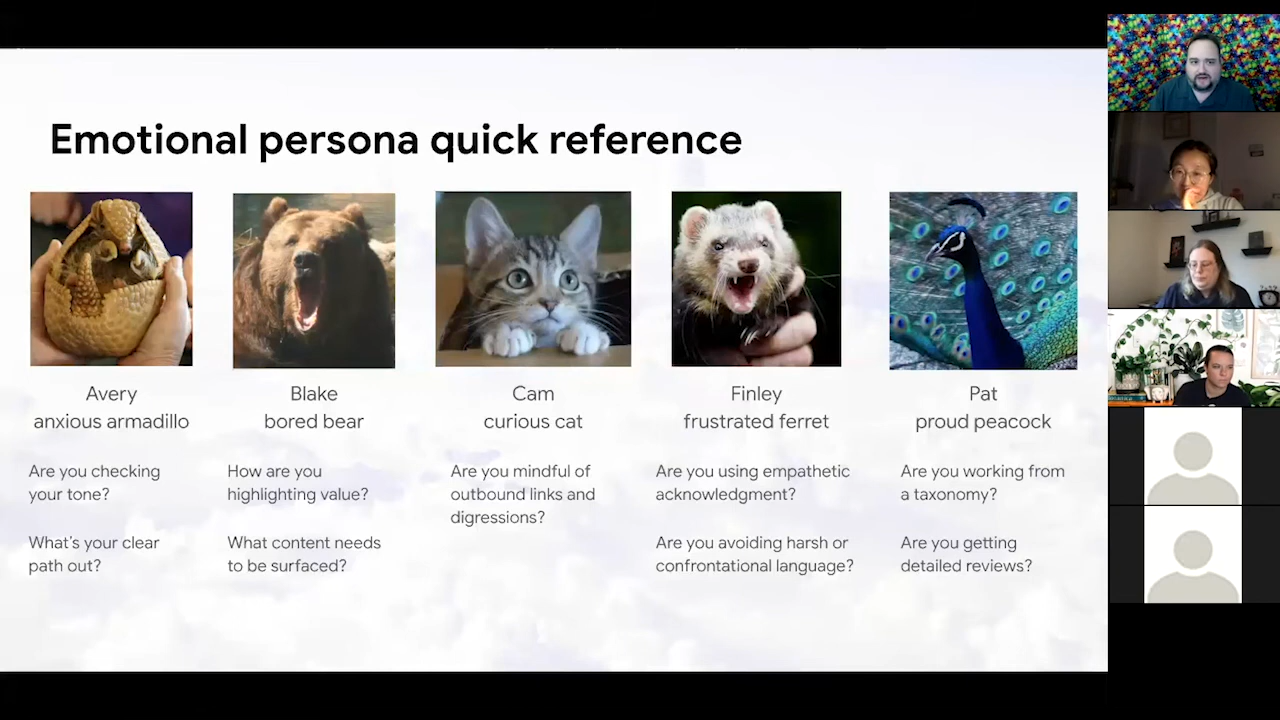 Emotional persona quick reference
Avery
anxious armadillo
Blake
bored bear
Cam
curious cat
Finley
frustrated ferret
Pat
proud peacock
Are you checking
your tone?
What's your clear
path out?
How are you
highlighting value?
What content needs
to be surfaced?
Are you mindful of
outbound links and
digressions?
Are you using empathetic
acknowledgment?
Are you avoiding harsh or
confrontational language?
Are you working from
a taxonomy?
Are you getting
detailed reviews?